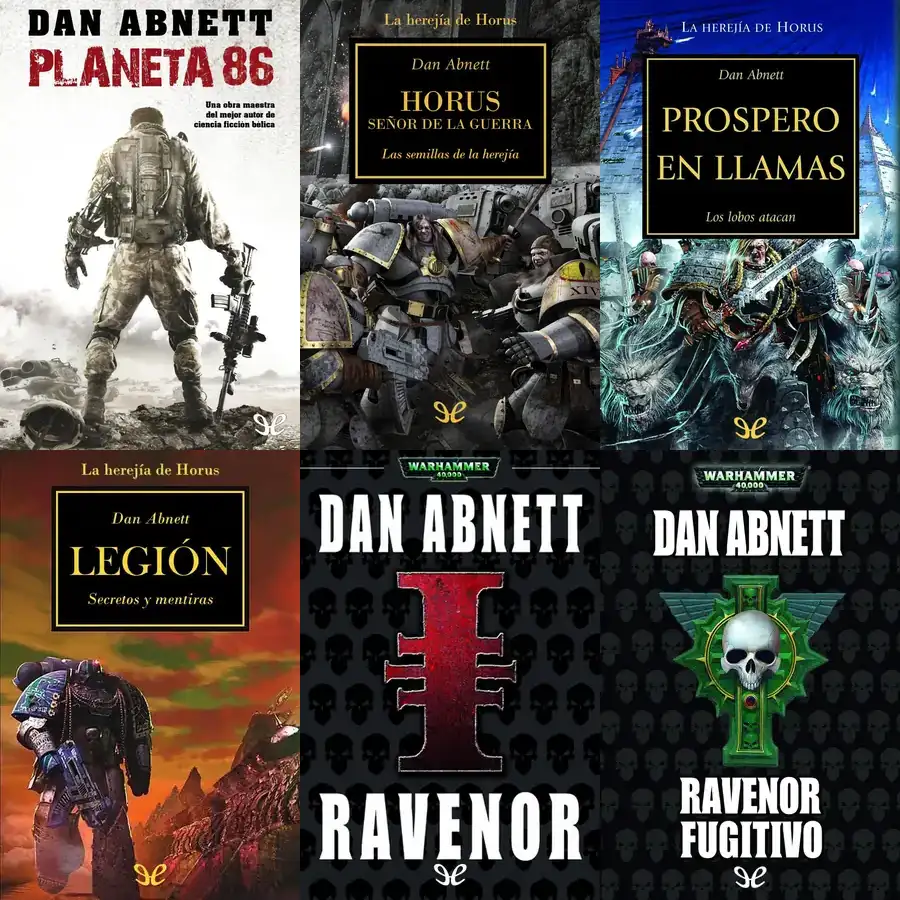 DAN ABNETT
PLANETA 86
Una obra maestra
del mejor autor de
ciencia ficción bélica
La herejía de Horus
Dan Abnett
HORUS
SEÑOR DE LA GUERRA
Las semillas de la herejía
XIV
LA HEREJÍA DE HORUS
Dan Abnett
PROSPERO
EN LLAMAS
Los lobos atacan
La herejía de Horus
Dan Abnett
LEGIÓN
Secretos y mentiras
WARHAMMER
40,000
DAN ABNETT
RAVENOR
WARHAMMER
40,000
DAN ABNETT
RAVENOR
FUGITIVO